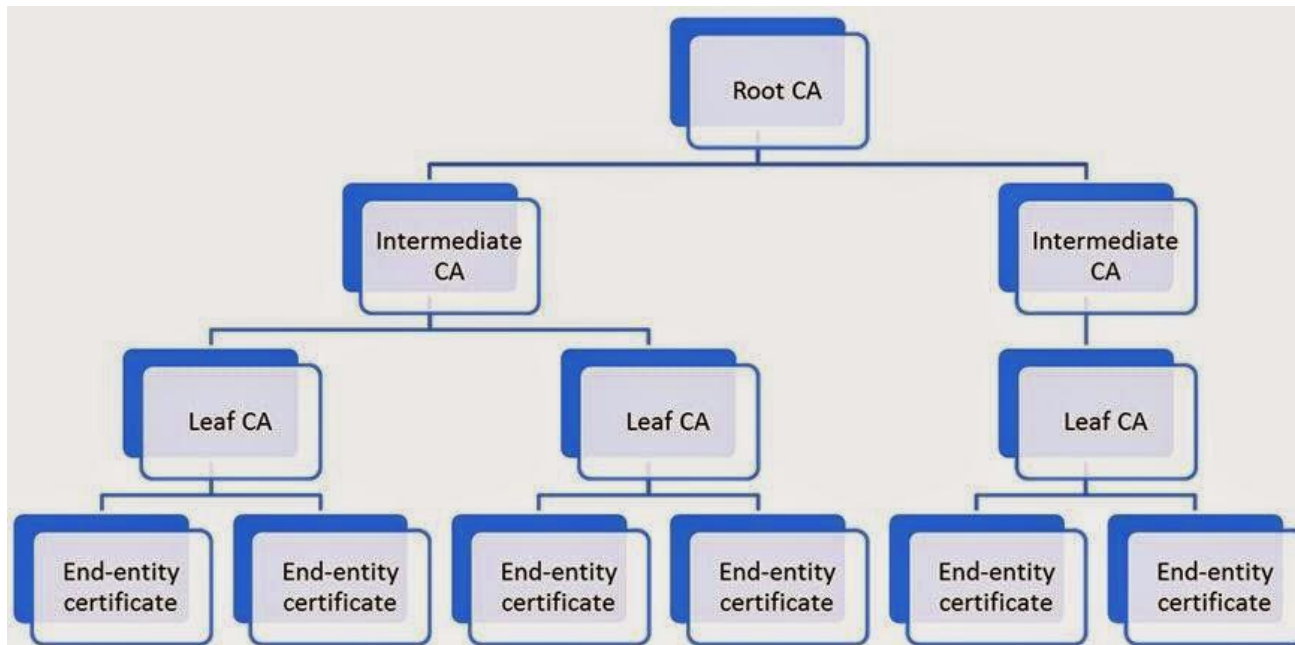 Root CA
Intermediate
CA
Intermediate
CA
Leaf CA
Leaf CA
Leaf CA
End-entity
certificate
End-entity
certificate
End-entity
certificate
End-entity
certificate
End-entity
certificate
End-entity
certificate